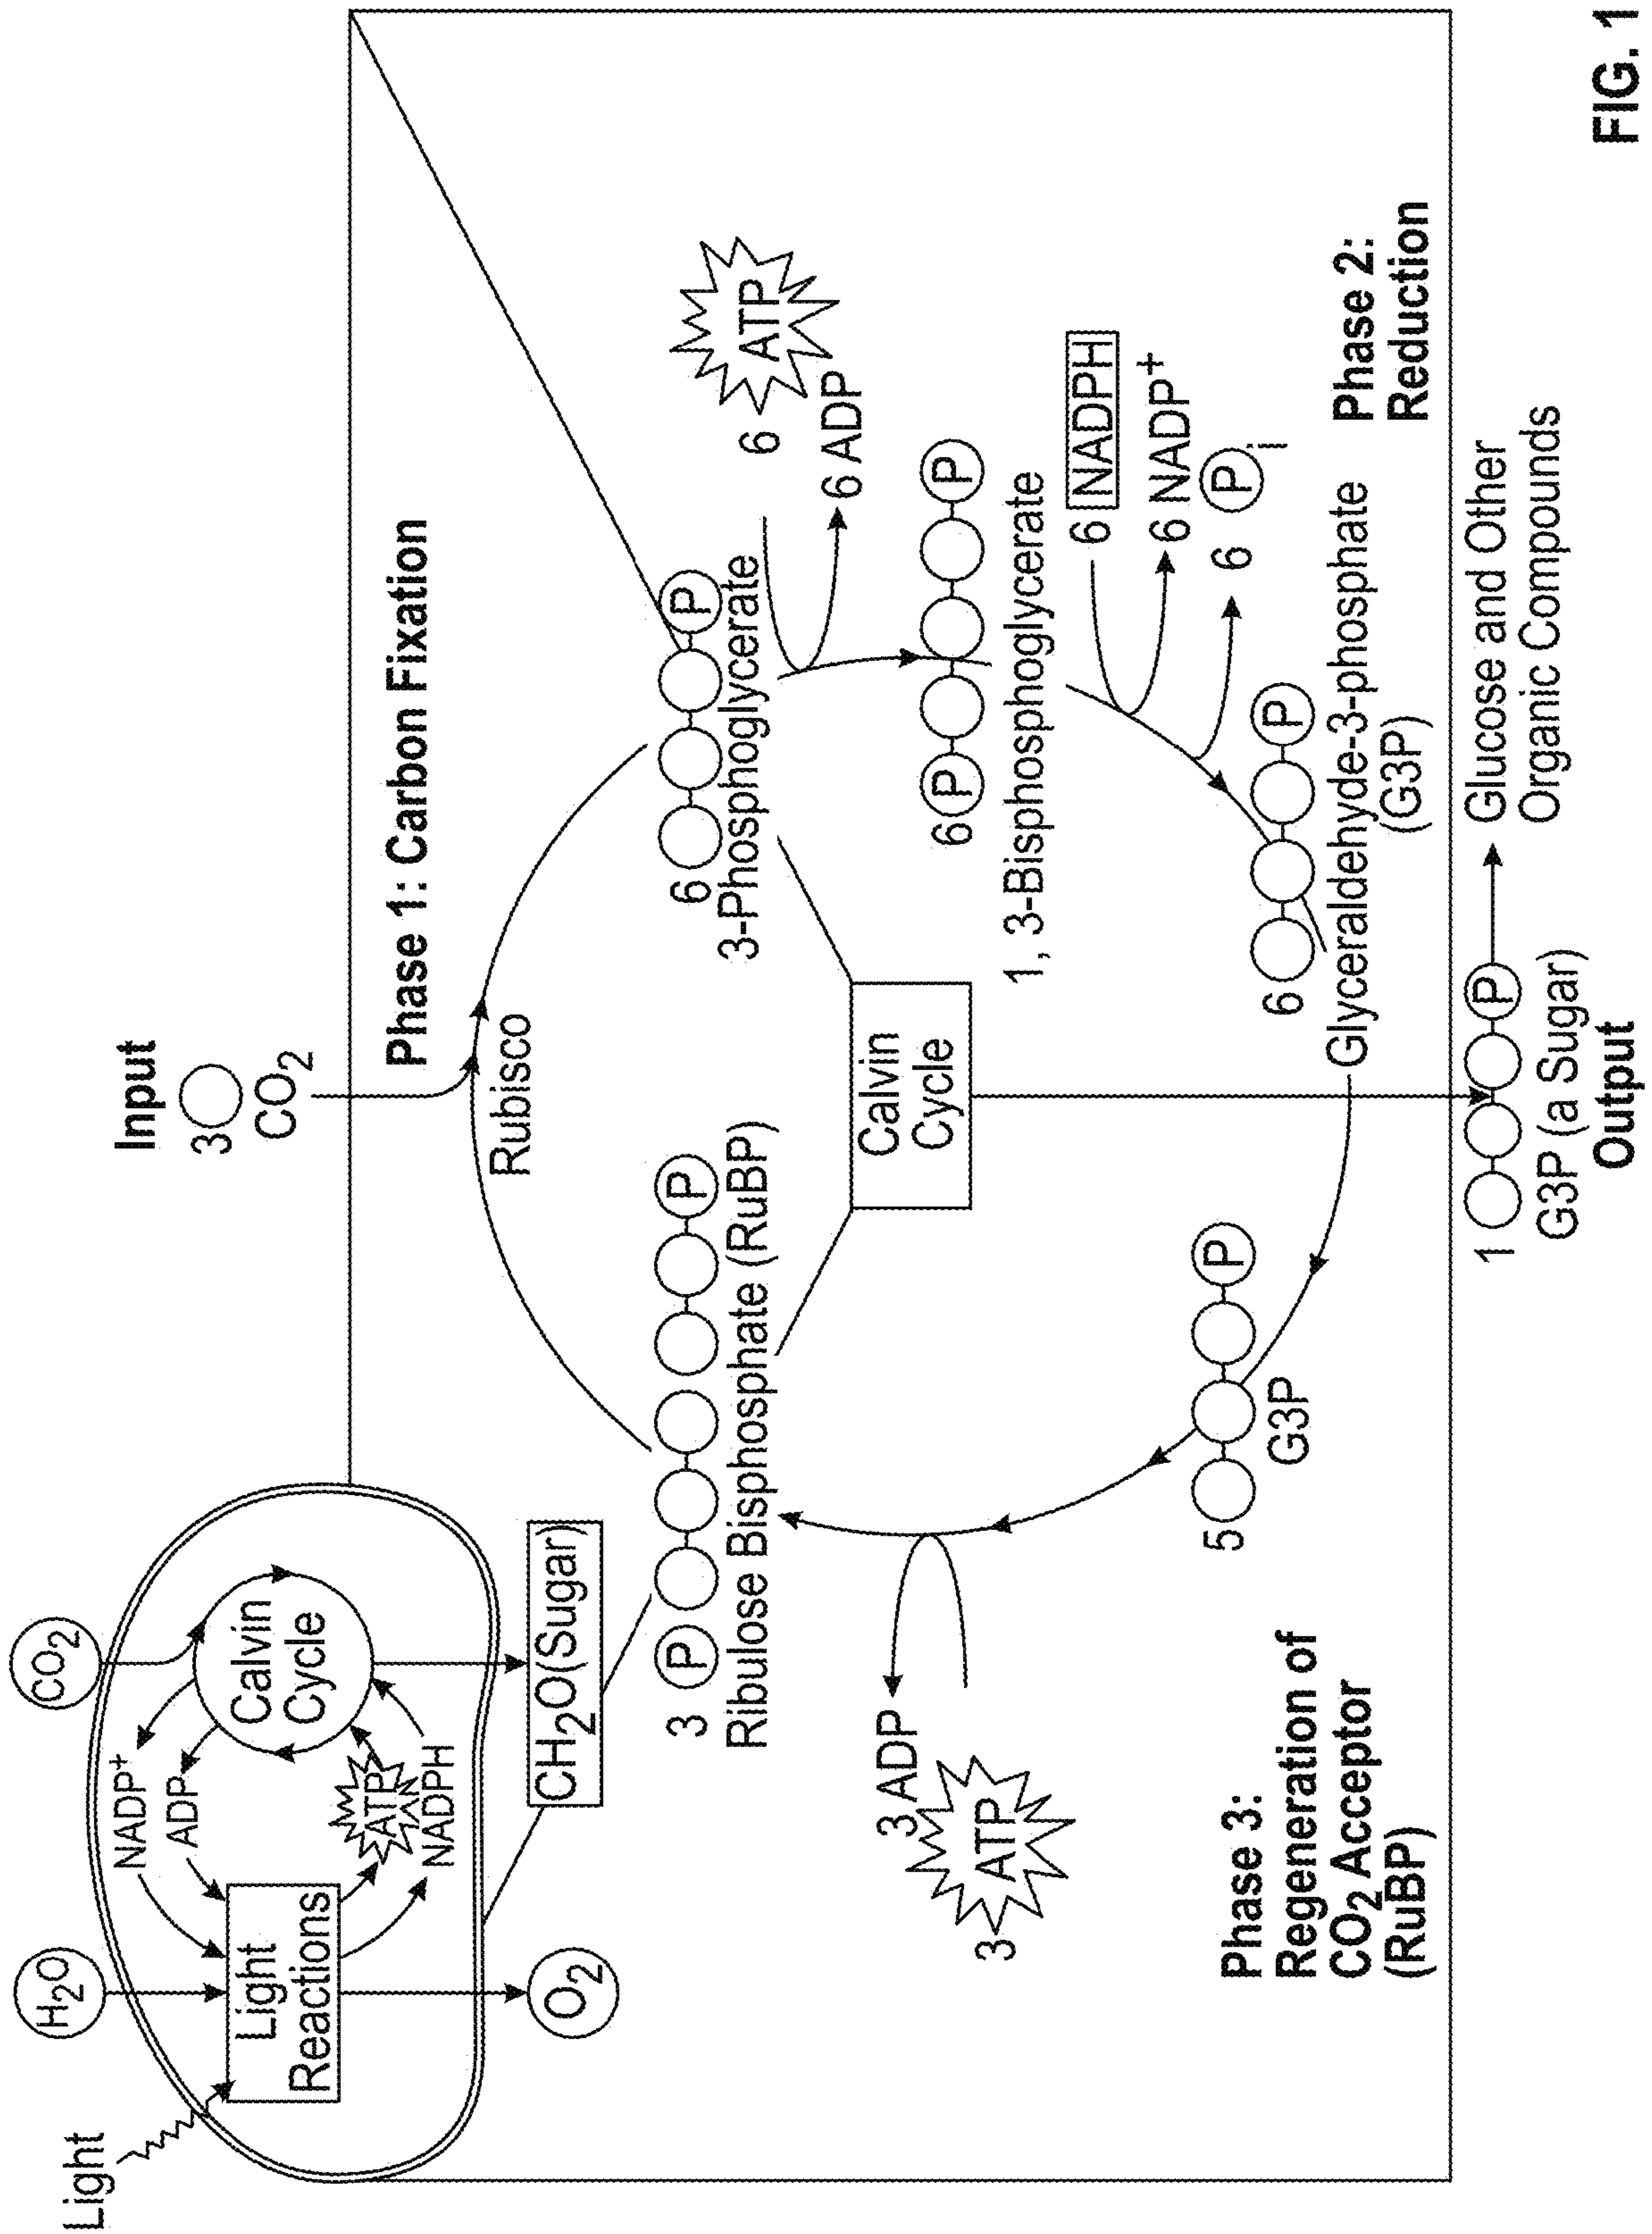 Light
H2O
CO2
NADP+
ADP
Light
Reactions
Calvin
Cycle
ATP
NADPH
O2
CH2O(Sugar)
Input
3
CO2
Phase 1: Carbon Fixation
Rubisco
3 P P
Ribulose Bisphosphate (RuBP)
6 P
3-Phosphoglycerate
6 ATP
6 ADP
Calvin
Cycle
6 P P
1, 3-Bisphosphoglycerate
6 NADPH
6 NADP+
6 Pi
3 ADP
3 ATP
5 P
G3P
6 P
Glyceraldehyde-3-phosphate
(G3P)
Phase 2:
Reduction
Phase 3:
Regeneration of
CO2 Acceptor
(RuBP)
1 P
G3P (a Sugar)
Output
Glucose and Other
Organic Compounds
FIG. 1